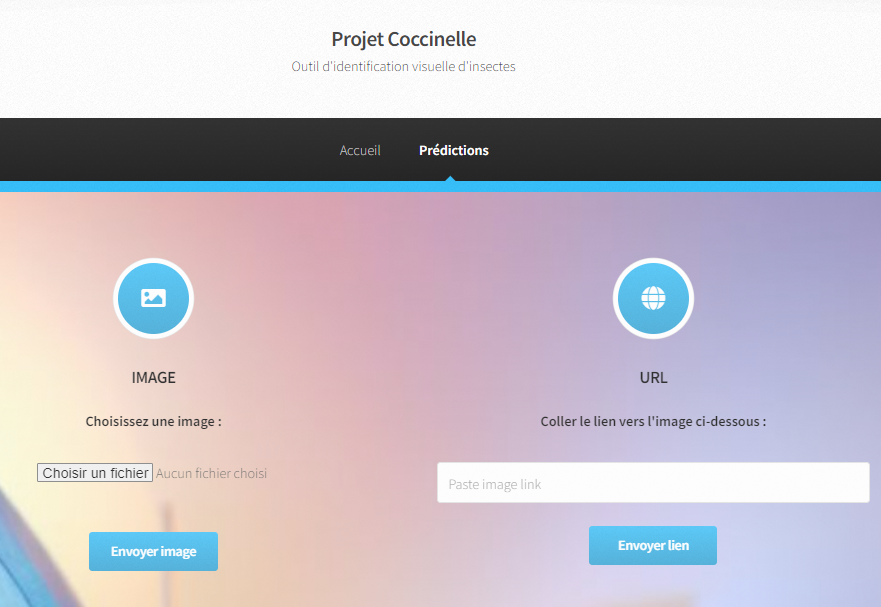 Projet Coccinelle
Outil d'identification visuelle d'insectes
Accueil Prédictions
IMAGE
Choisissez une image :
Choisir un fichier Aucun fichier choisi
Envoyer image
URL
Coller le lien vers l'image ci-dessous :
Paste image link
Envoyer lien